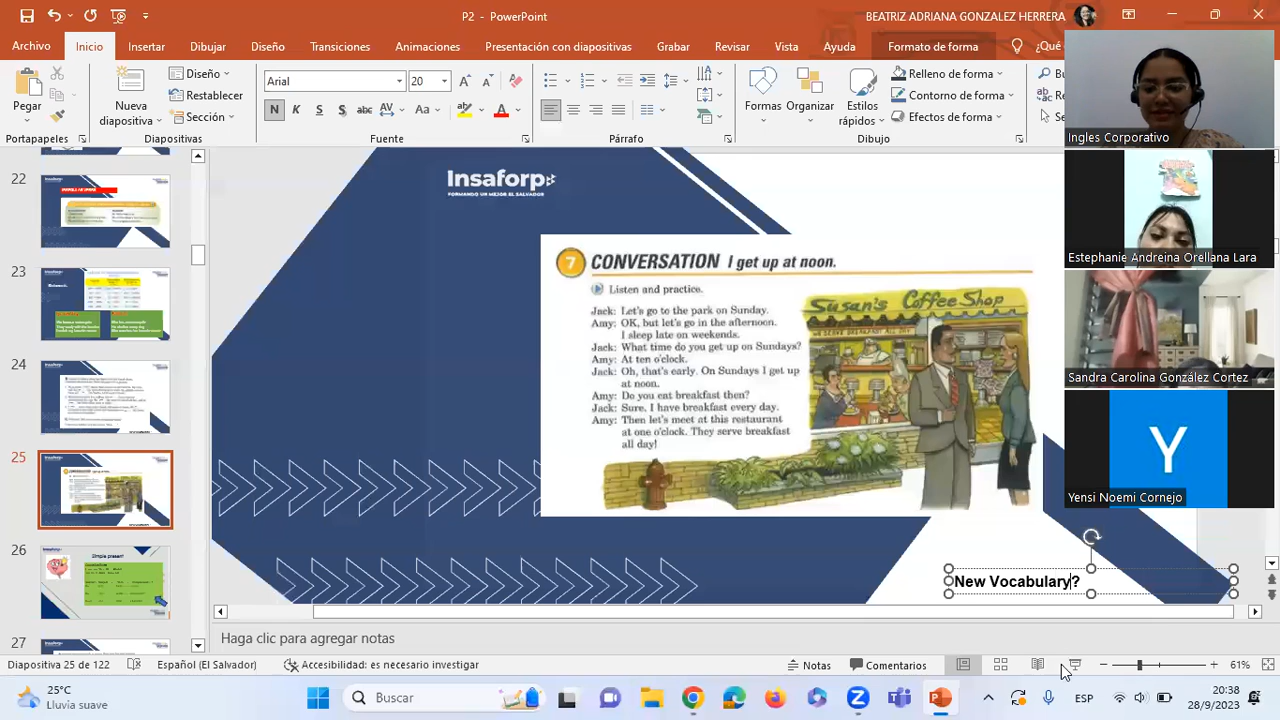 P2 - PowerPoint
BEATRIZ ADRIANA GONZALEZ HERRERA
Archivo Inicio Insertar Dibujar Diseño Transiciones Animaciones Presentación con diapositivas Grabar Revisar Vista Ayuda Formato de forma ¿Qué
Pegar
Nueva diapositiva
Diseño
Restablecer
Sección
Arial 20
N K S abc AV Aa A
Formas Organizar Estilos rápidos
Relleno de forma
Contorno de forma
Efectos de forma
Portapapeles Diapositivas Fuente Párrafo Dibujo
22
23
24
25
26
Simple present
27
Insaforp
FORMANDO UN MEJOR EL SALVADOR
7 CONVERSATION I get up at noon.
Listen and practice.
Jack: Let's go to the park on Sunday.
Amy: OK, but let's go in the afternoon.
I sleep late on weekends.
Jack: What time do you get up on Sundays?
Amy: At ten o'clock.
Jack: Oh, that's early. On Sundays I get up
at noon.
Amy: Do you eat breakfast then?
Jack: Sure. I have breakfast every day.
Amy: Then let's meet at this restaurant
at one o'clock. They serve breakfast
all day!
New Vocabulary?
Ingles Corporativo
Estephanie Andreina Orellana Lara
Sandra Carolina González Cortez
Y
Yensi Noemi Cornejo
Haga clic para agregar notas
Diapositiva 25 de 122 Español (El Salvador) Accesibilidad: es necesario investigar Notas Comentarios 61%
25°C
Lluvia suave
Buscar
ESP
20:38
28/9/2023